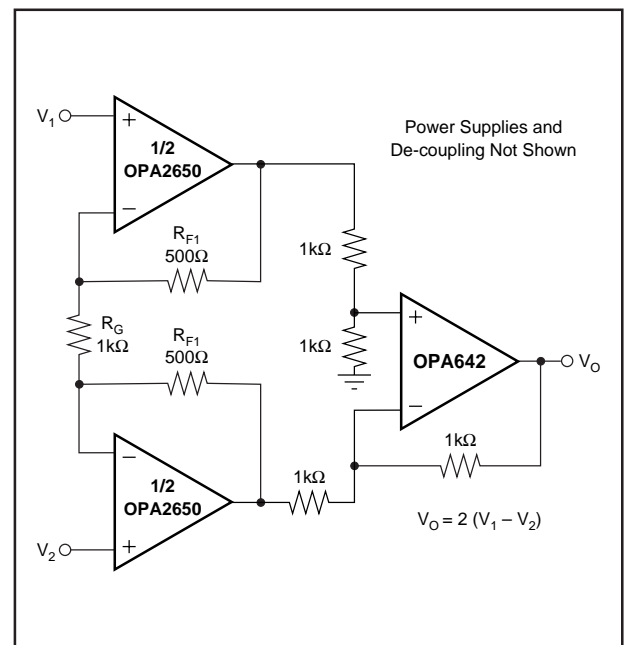 V1
+
1/2
OPA2650
−
Power Supplies and
De-coupling Not Shown
RF1
500Ω
1kΩ
RG
1kΩ
RF1
500Ω
1kΩ
+
OPA642
−
VO
−
1/2
OPA2650
+
V2
1kΩ
1kΩ
VO = 2 (V1 – V2)